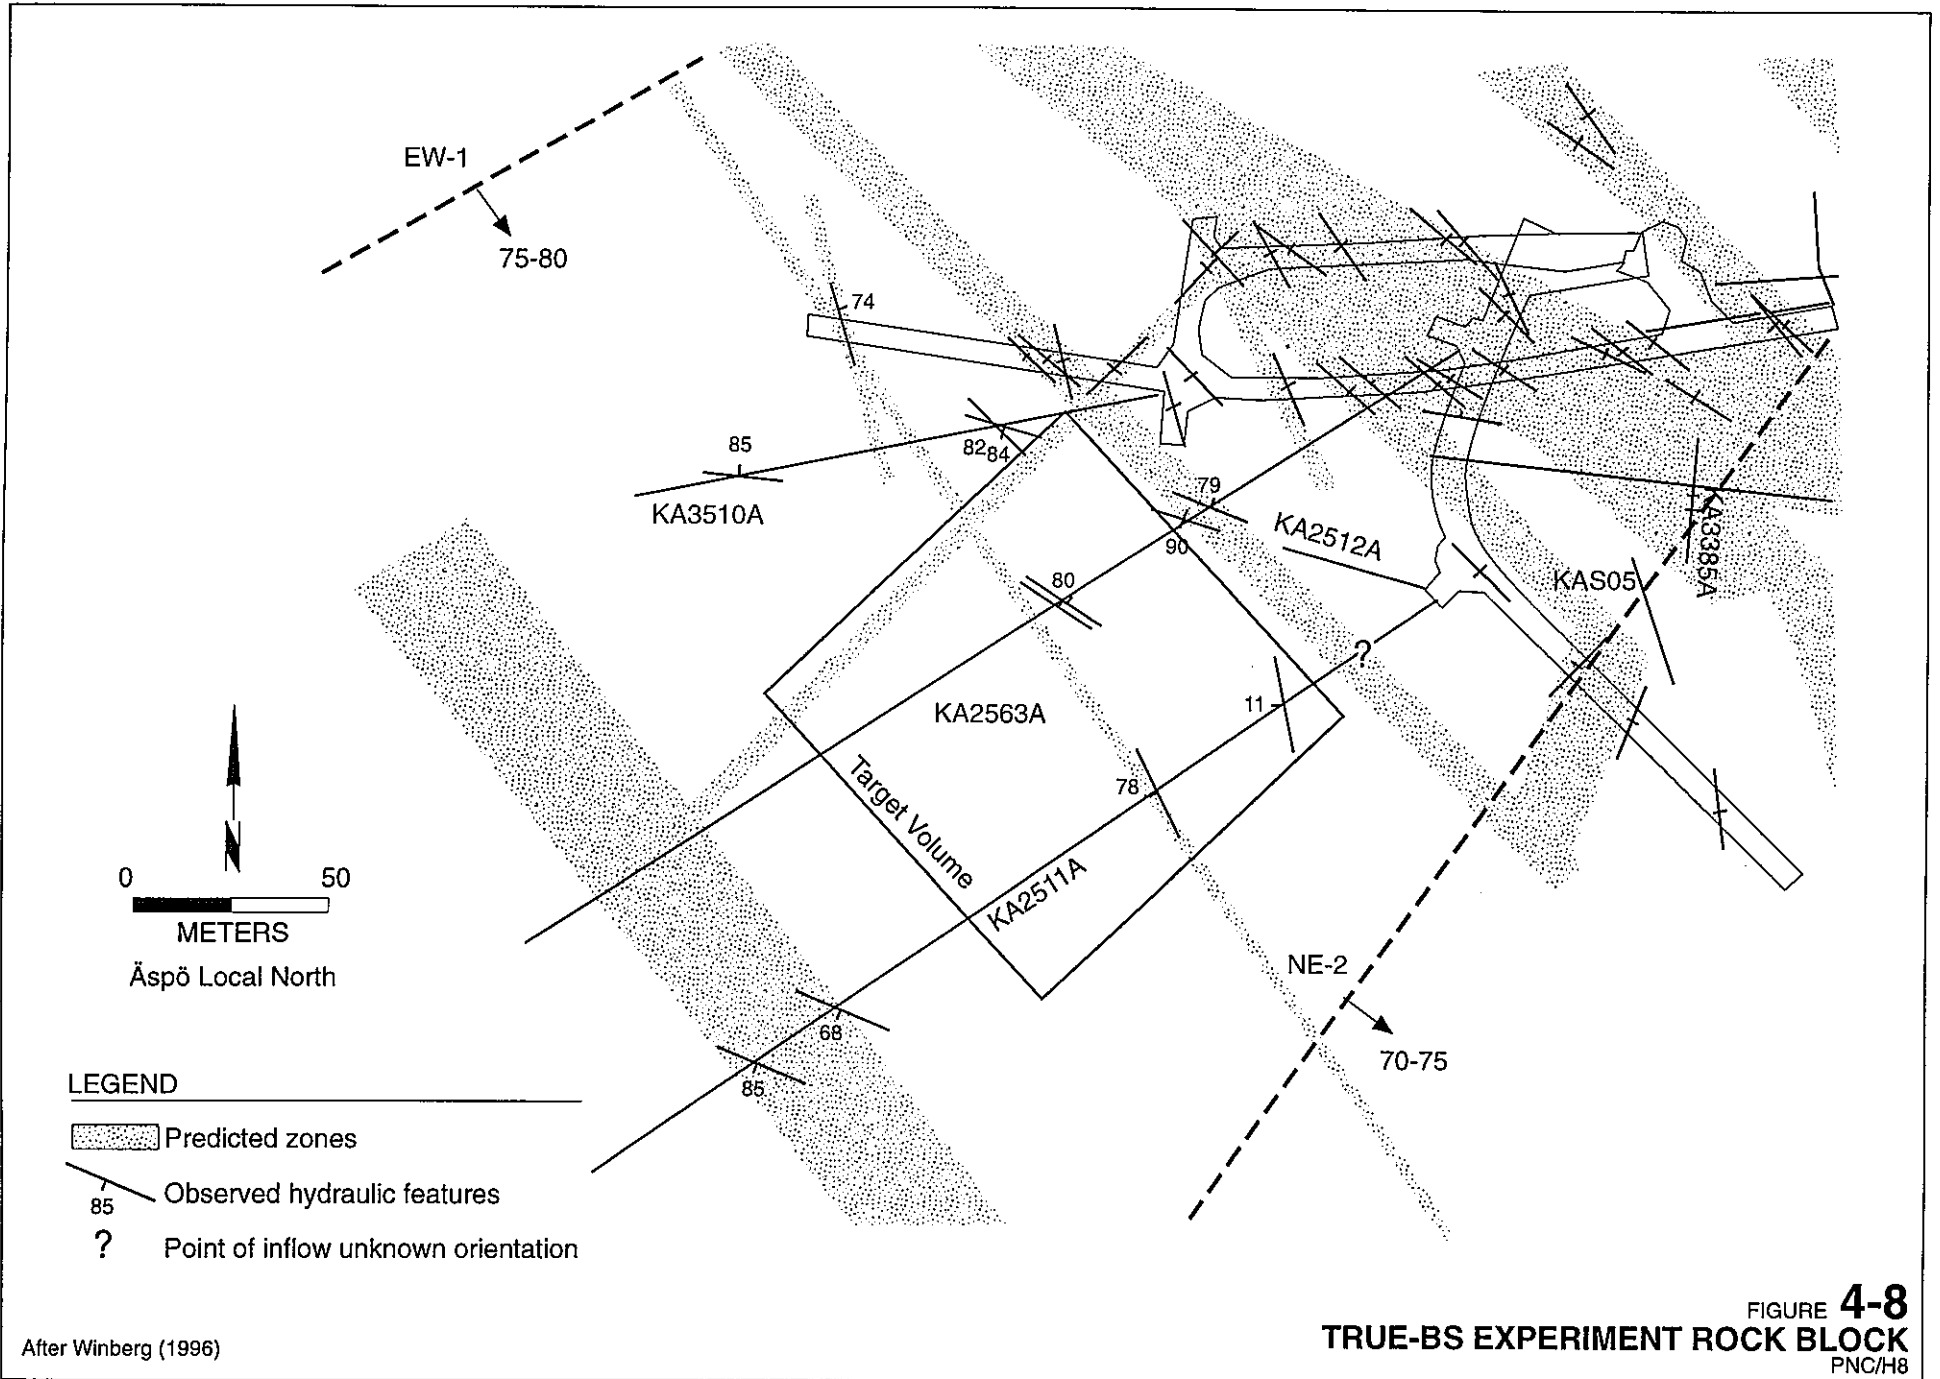 EW-1
75-80
74
85
82
84
KA3510A
79
90
KA2512A
80
KAS05
KA3385A
?
KA2563A
11
78
Target Volume
KA2511A
0 50
METERS
Äspö Local North
N
NE-2
70-75
68
85
LEGEND
Predicted zones
85 Observed hydraulic features
? Point of inflow unknown orientation
After Winberg (1996)
FIGURE 4-8
TRUE-BS EXPERIMENT ROCK BLOCK
PNC/H8